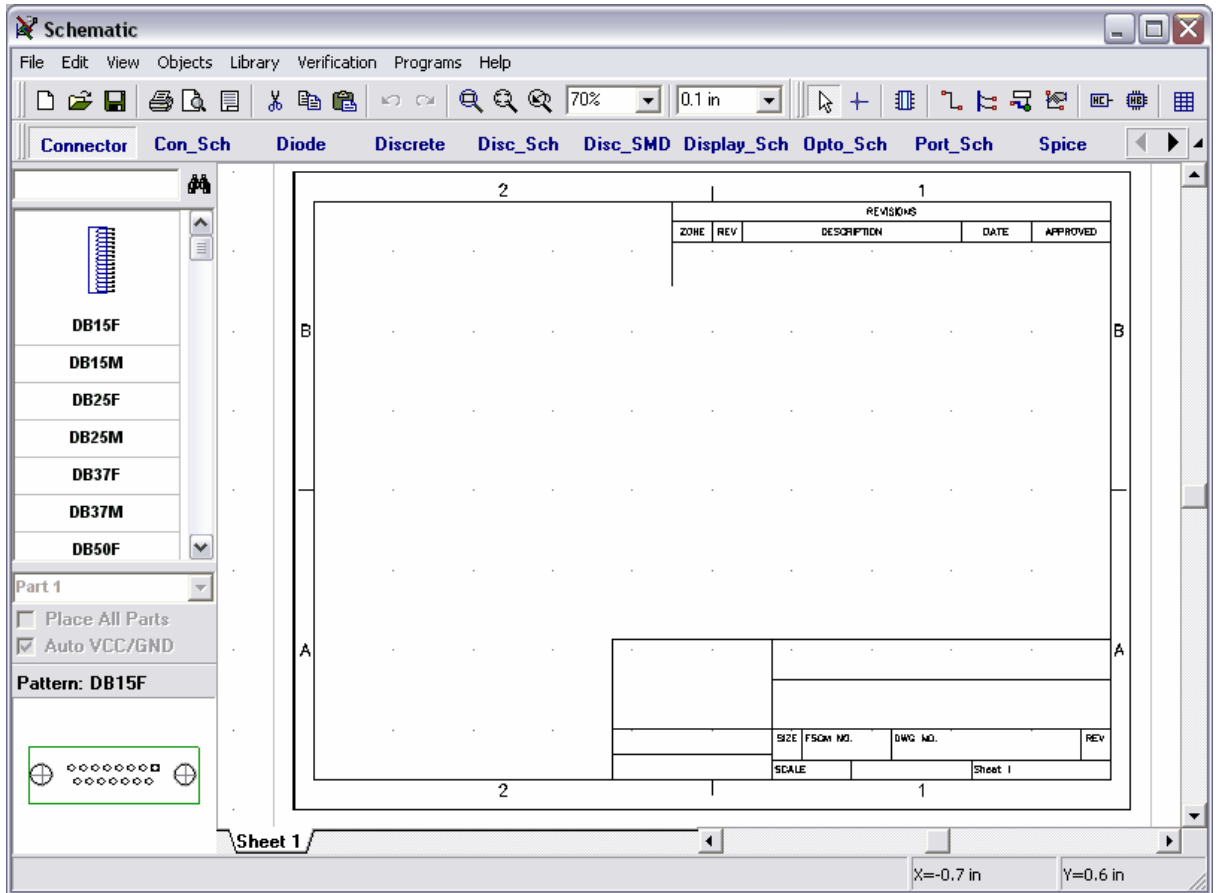 Schematic
File Edit View Objects Library Verification Programs Help
70% 0.1 in
Connector Con_Sch Diode Discrete Disc_Sch Disc_SMD Display_Sch Opto_Sch Port_Sch Spice
2 1
REVISIONS
ZONE REV DESCRIPTION DATE APPROVED
DB15F
B B
DB15M
DB25F
DB25M
DB37F
DB37M
DB50F
Part 1
Place All Parts
Auto VCC/GND
A A
Pattern: DB15F
SIZE FSCM NO. DWG NO. REV
SCALE Sheet 1
2 1
Sheet 1
X=-0.7 in Y=0.6 in